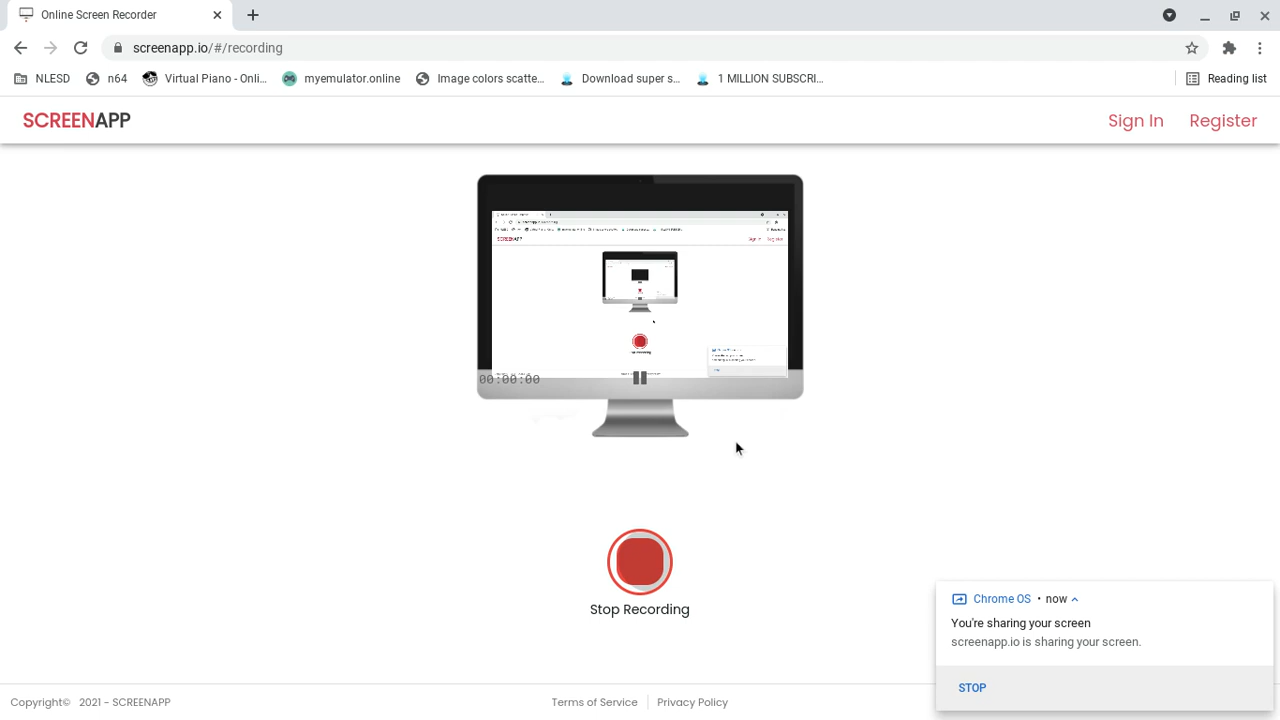 Online Screen Recorder
screenapp.io/#/recording
NLESD
n64
Virtual Piano - Onli...
myemulator.online
Image colors scatte...
Download super s...
1 MILLION SUBSCRI...
Reading list
SCREENAPP
Sign In
Register
00:00:00
Stop Recording
Chrome OS • now
You're sharing your screen
screenapp.io is sharing your screen.
STOP
Copyright© 2021 - SCREENAPP
Terms of Service
Privacy Policy